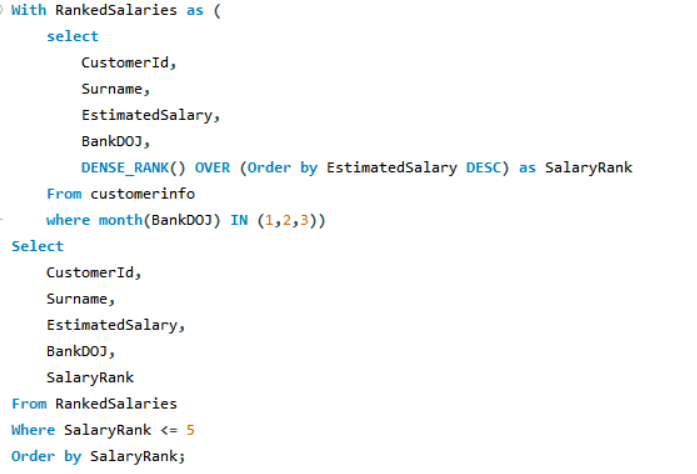 With RankedSalaries as (
select
CustomerId,
Surname,
EstimatedSalary,
BankDOJ,
DENSE_RANK() OVER (Order by EstimatedSalary DESC) as SalaryRank
From customerinfo
where month(BankDOJ) IN (1,2,3))
Select
CustomerId,
Surname,
EstimatedSalary,
BankDOJ,
SalaryRank
From RankedSalaries
Where SalaryRank <= 5
Order by SalaryRank;